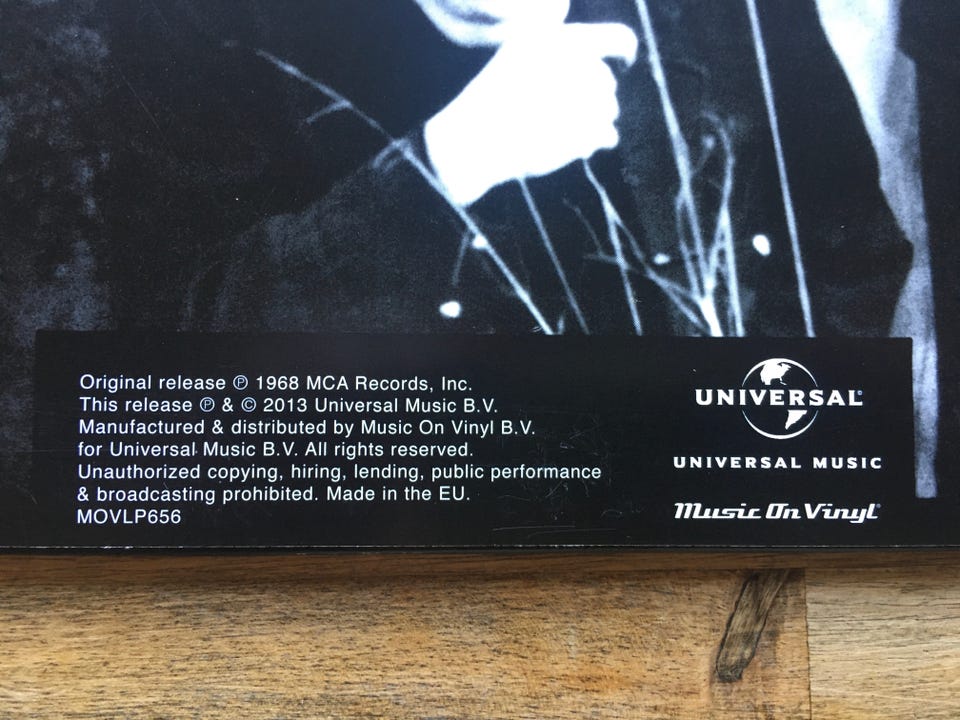 Original release ℗ 1968 MCA Records, Inc.
This release ℗ & © 2013 Universal Music B.V.
Manufactured & distributed by Music On Vinyl B.V.
for Universal Music B.V. All rights reserved.
Unauthorized copying, hiring, lending, public performance
& broadcasting prohibited. Made in the EU.
MOVLP656
UNIVERSAL®
UNIVERSAL MUSIC
Music On Vinyl®